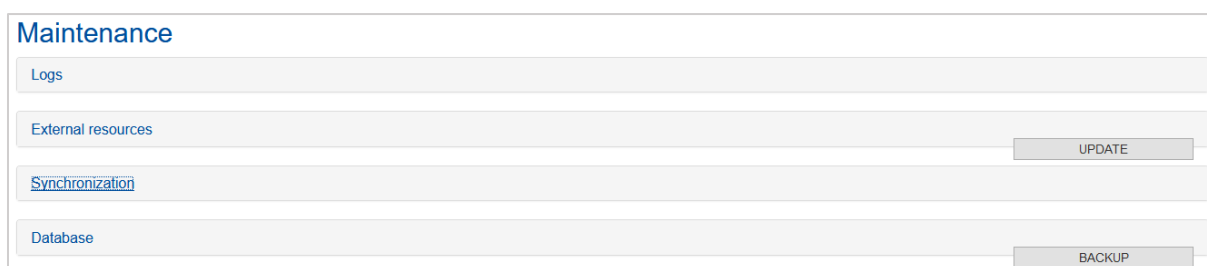 Maintenance
Logs
External resources
UPDATE
Synchronization
Database
BACKUP